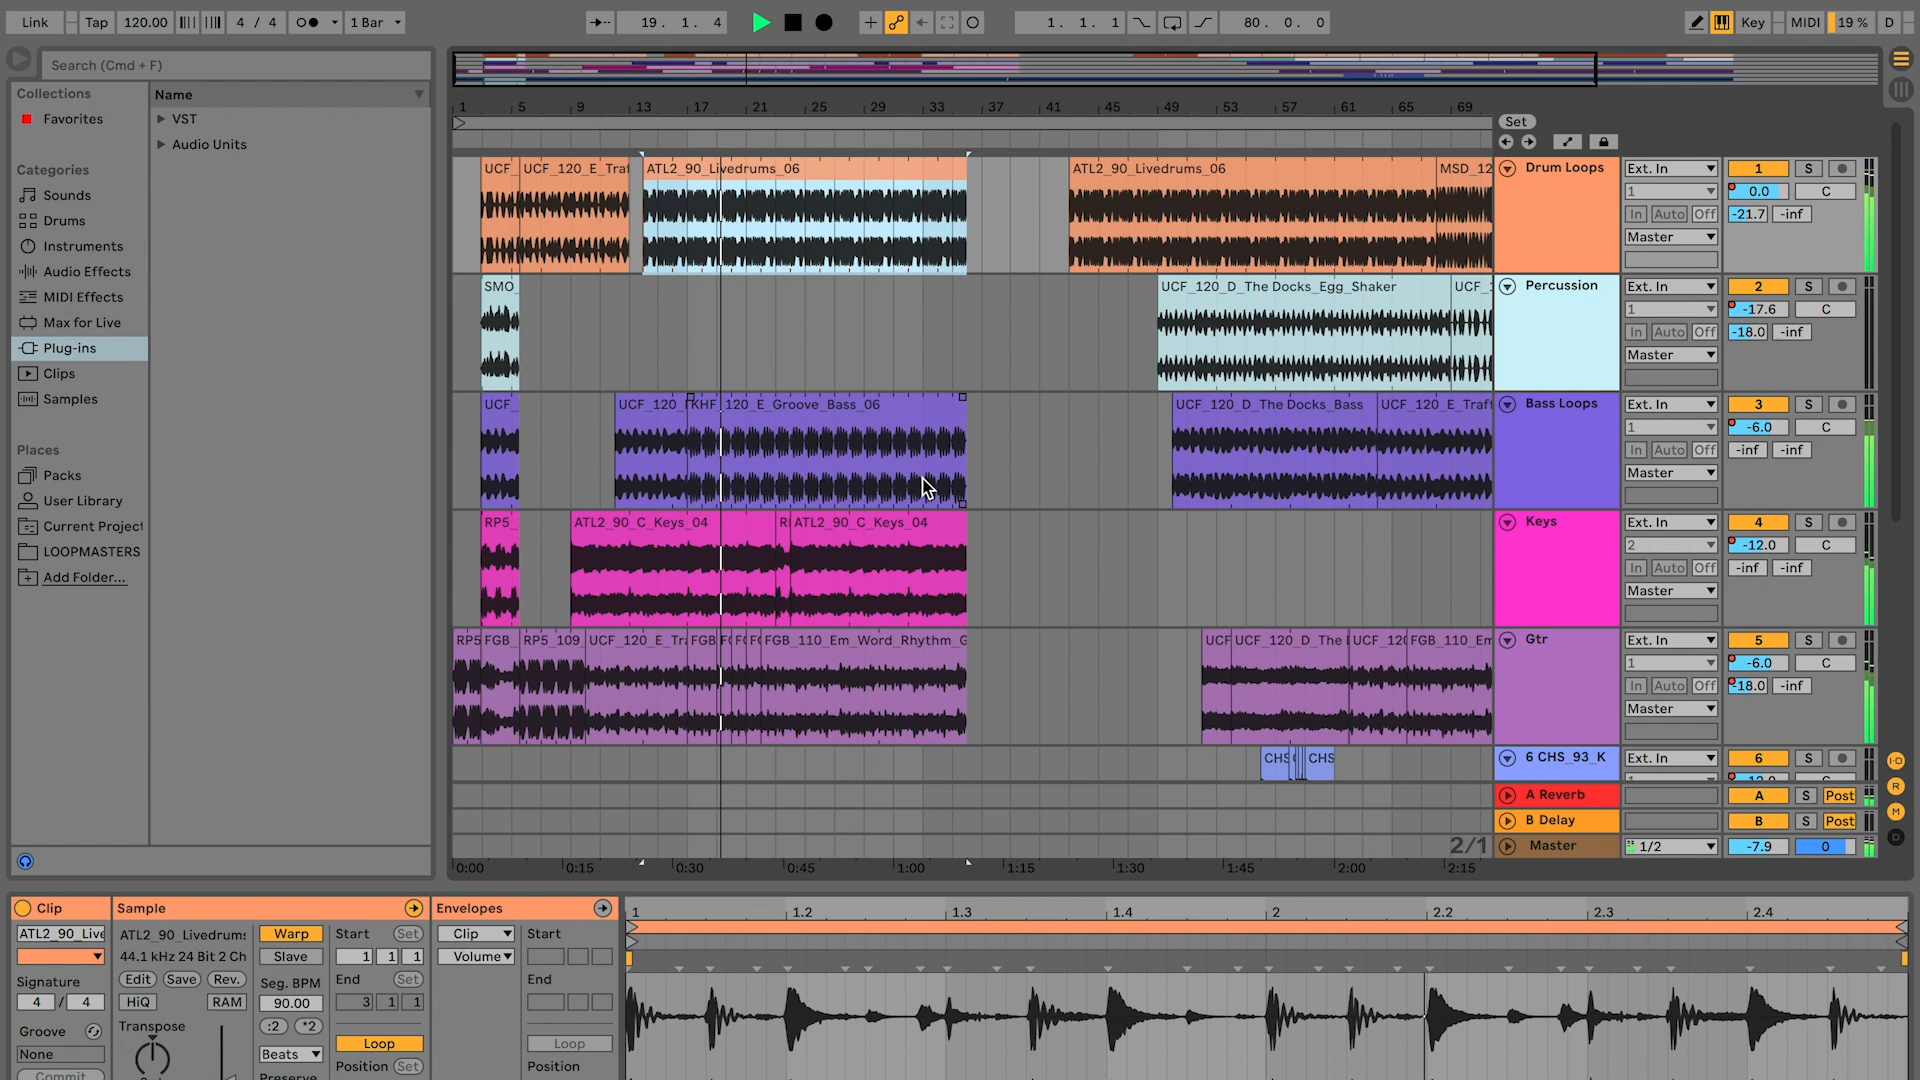 Link Tap 120.00 4 / 4 1 Bar 19. 1. 4 1. 1. 1 80. 0. 0 Key MIDI 19 % D
Search (Cmd + F)
Collections
Favorites
Categories
Sounds
Drums
Instruments
Audio Effects
MIDI Effects
Max for Live
Plug-ins
Clips
Samples
Places
Packs
User Library
Current Project
LOOPMASTERS
Add Folder...
Name
VST
Audio Units
1 5 9 13 17 21 25 29 33 37 41 45 49 53 57 61 65 69
Set
UCF_ UCF_120_E_Traf ATL2_90_Livedrums_06 ATL2_90_Livedrums_06 MSD_12
Drum Loops Ext. In 1 S
1 0.0 C
In Auto Off -21.7 -inf
Master
SMO_ UCF_120_D_The Docks_Egg_Shaker UCF_1
Percussion Ext. In 2 S
1 -17.6 C
In Auto Off -18.0 -inf
Master
UCF_ UCF_120_ KHF_120_E_Groove_Bass_06 UCF_120_D_The Docks_Bass UCF_120_E_Traff
Bass Loops Ext. In 3 S
1 -6.0 C
In Auto Off -inf -inf
Master
RP5_ ATL2_90_C_Keys_04 R ATL2_90_C_Keys_04
Keys Ext. In 4 S
2 -12.0 C
In Auto Off -inf -inf
Master
RP5 FGB_ RP5_109_ UCF_120_E_Tra FGB F F F FGB_110_Em_Word_Rhythm_G UCF UCF_120_D_The UCF_120 FGB_110_Em
Gtr Ext. In 5 S
1 -6.0 C
In Auto Off -18.0 -inf
Master
CHS CHS
6 CHS_93_K Ext. In 6 S
A Reverb A S Post
B Delay B S Post
2/1
Master 1/2 -7.9 0
0:00 0:15 0:30 0:45 1:00 1:15 1:30 1:45 2:00 2:15
I·O
R
M
D
Clip
ATL2_90_Live
Signature
4 / 4
Groove
None
Commit
Sample
ATL2_90_Livedrums
44.1 kHz 24 Bit 2 Ch
Edit Save Rev.
HiQ RAM
Transpose
Warp
Slave
Seg. BPM
90.00
:2 *2
Beats
Preserve
Start Set
1 1 1
End Set
3 1 1
Loop
Position Set
Envelopes
Clip
Volume
Start
End
Loop
Position
1 1.2 1.3 1.4 2 2.2 2.3 2.4